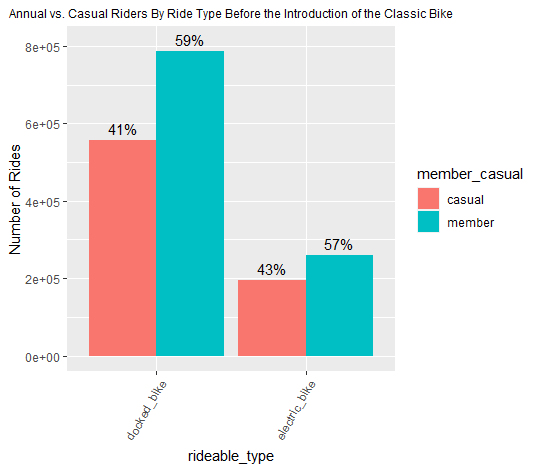 Annual vs. Casual Riders By Ride Type Before the Introduction of the Classic Bike
59%
8e+05
41%
6e+05
member_casual
casual
member
4e+05
43%
57%
2e+05
0e+00
Number of Rides
docked_bike
electric_bike
rideable_type